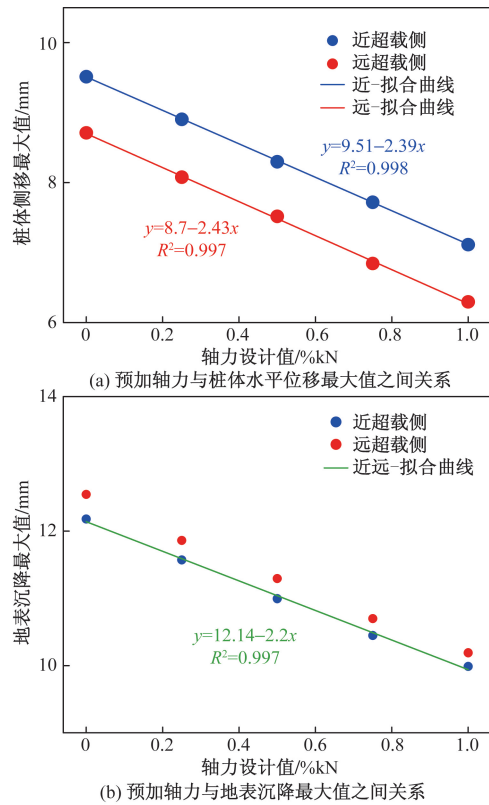 10
8
6
桩体侧移最大值/mm
近超载侧
远超载侧
近-拟合曲线
远-拟合曲线
y=9.51−2.39x
R²=0.998
y=8.7−2.43x
R²=0.997
0 0.2 0.4 0.6 0.8 1.0
轴力设计值/%kN
(a) 预加轴力与桩体水平位移最大值之间关系
14
12
10
地表沉降最大值/mm
近超载侧
远超载侧
近远-拟合曲线
y=12.14−2.2x
R²=0.997
0 0.2 0.4 0.6 0.8 1.0
轴力设计值/%kN
(b) 预加轴力与地表沉降最大值之间关系